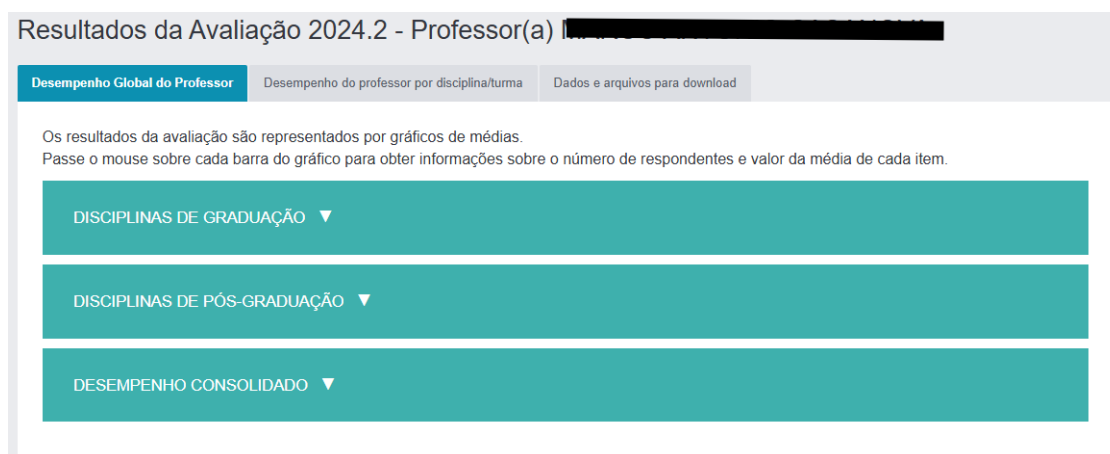 Resultados da Avaliação 2024.2 - Professor(a)
Desempenho Global do Professor
Desempenho do professor por disciplina/turma
Dados e arquivos para download
Os resultados da avaliação são representados por gráficos de médias.
Passe o mouse sobre cada barra do gráfico para obter informações sobre o número de respondentes e valor da média de cada item.
DISCIPLINAS DE GRADUAÇÃO ▼
DISCIPLINAS DE PÓS-GRADUAÇÃO ▼
DESEMPENHO CONSOLIDADO ▼